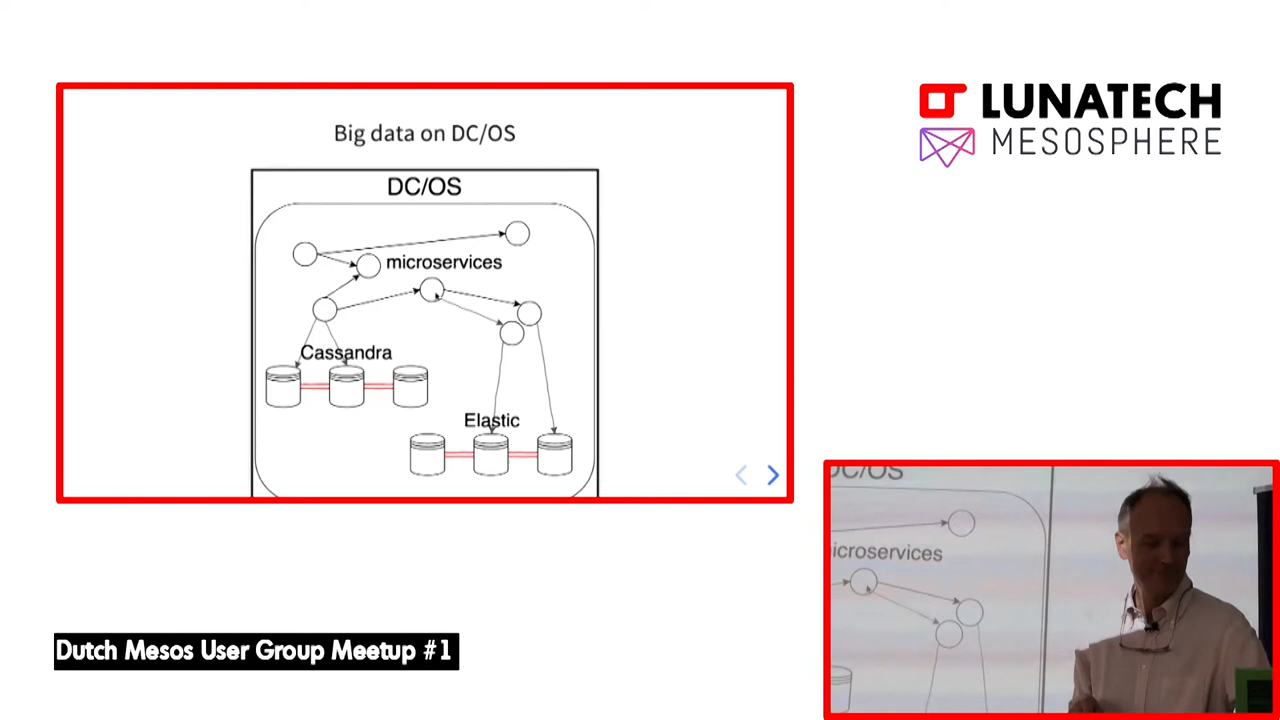 LUNATECH
MESOSPHERE
Big data on DC/OS
DC/OS
microservices
Cassandra
Elastic
DC/OS
icroservices
Dutch Mesos User Group Meetup #1